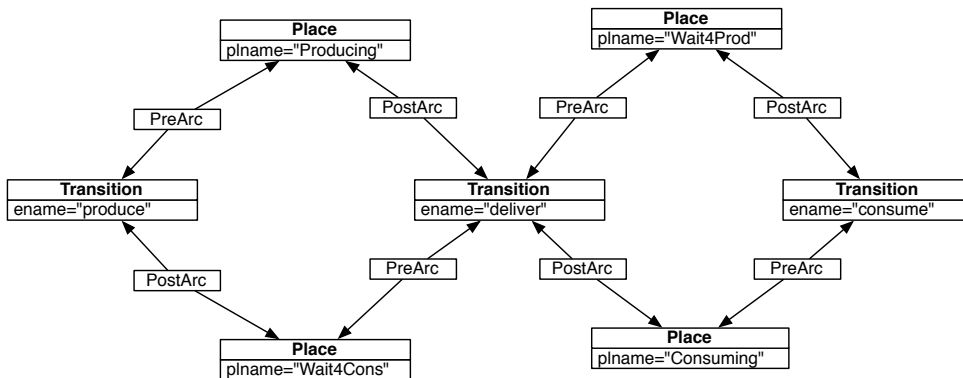 Place
plname="Producing"
Place
plname="Wait4Prod"
PreArc
PostArc
PreArc
PostArc
Transition
ename="produce"
Transition
ename="deliver"
Transition
ename="consume"
PostArc
PreArc
PostArc
PreArc
Place
plname="Wait4Cons"
Place
plname="Consuming"